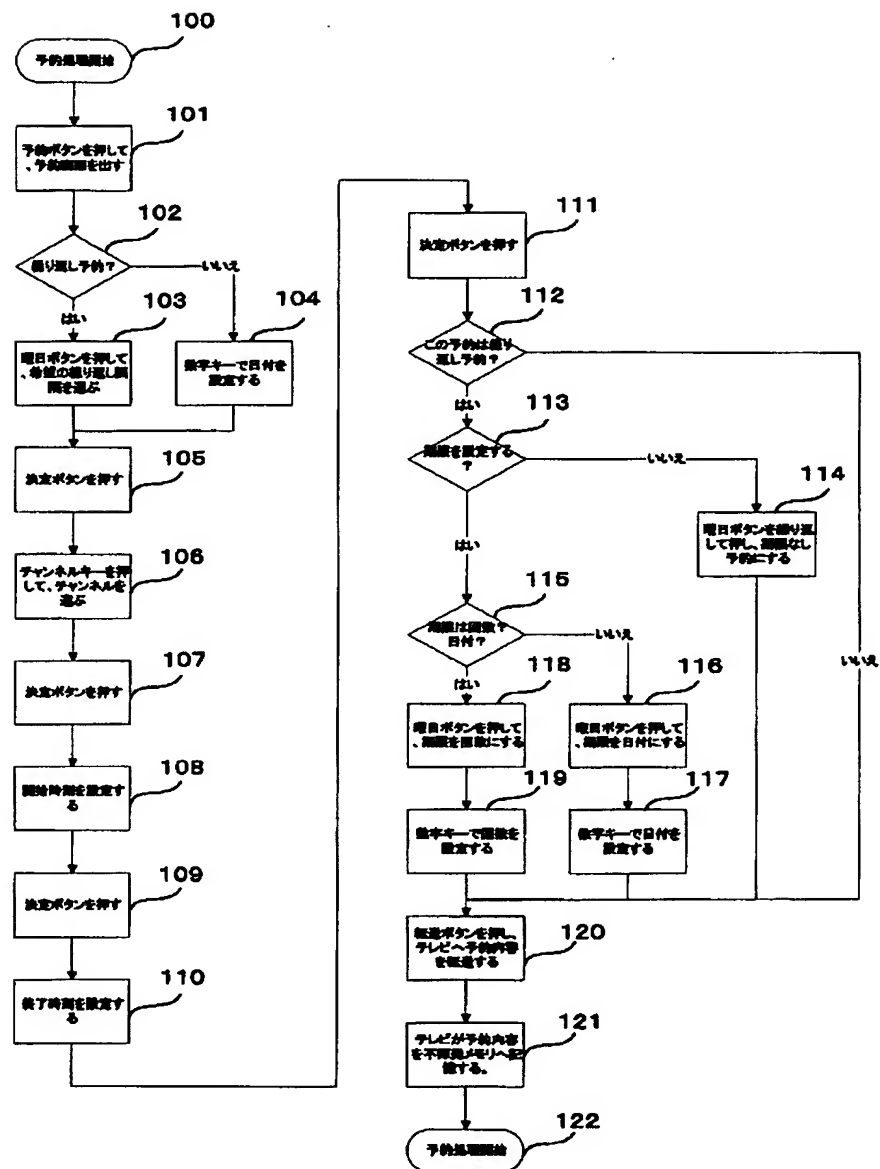 100
予約処理開始
101
予約ボタンを押して
、予約画面を出す
102
繰り返し予約?
いいえ
はい
103
曜日ボタンを押して
、希望の繰り返し間
隔を選ぶ
104
数字キーで日付を
設定する
105
決定ボタンを押す
106
チャンネルキーを押
して、チャンネルを
選ぶ
107
決定ボタンを押す
108
開始時刻を設定す
る
109
決定ボタンを押す
110
終了時刻を設定す
る
111
決定ボタンを押す
112
この予約は繰り
返し予約?
はい
いいえ
113
期限を設定する
?
いいえ
はい
114
曜日ボタンを繰り返
して押し、期限なし
予約にする
115
期限は回数?
日付?
いいえ
はい
118
曜日ボタンを押して
、期限を回数にする
116
曜日ボタンを押して
、期限を日付にする
119
数字キーで回数を
設定する
117
数字キーで日付を
設定する
120
転送ボタンを押し、
テレビへ予約内容
を転送する
121
テレビが予約内容
を不揮発メモリへ記
憶する。
122
予約処理開始